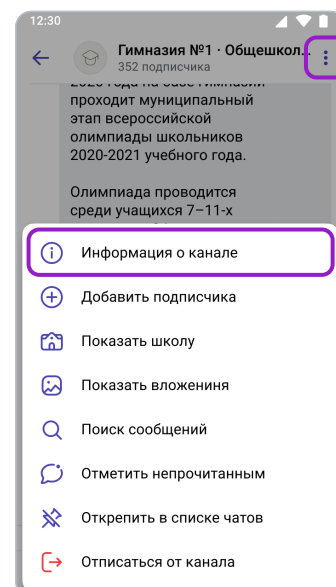 12:30
Гимназия №1 · Общешкол...
352 подписчика
2020 года на базе гимназии
проходит муниципальный
этап всероссийской
олимпиады школьников
2020-2021 учебного года.
Олимпиада проводится
среди учащихся 7–11-х
Информация о канале
Добавить подписчика
Показать школу
Показать вложениня
Поиск сообщений
Отметить непрочитанным
Открепить в списке чатов
Отписаться от канала